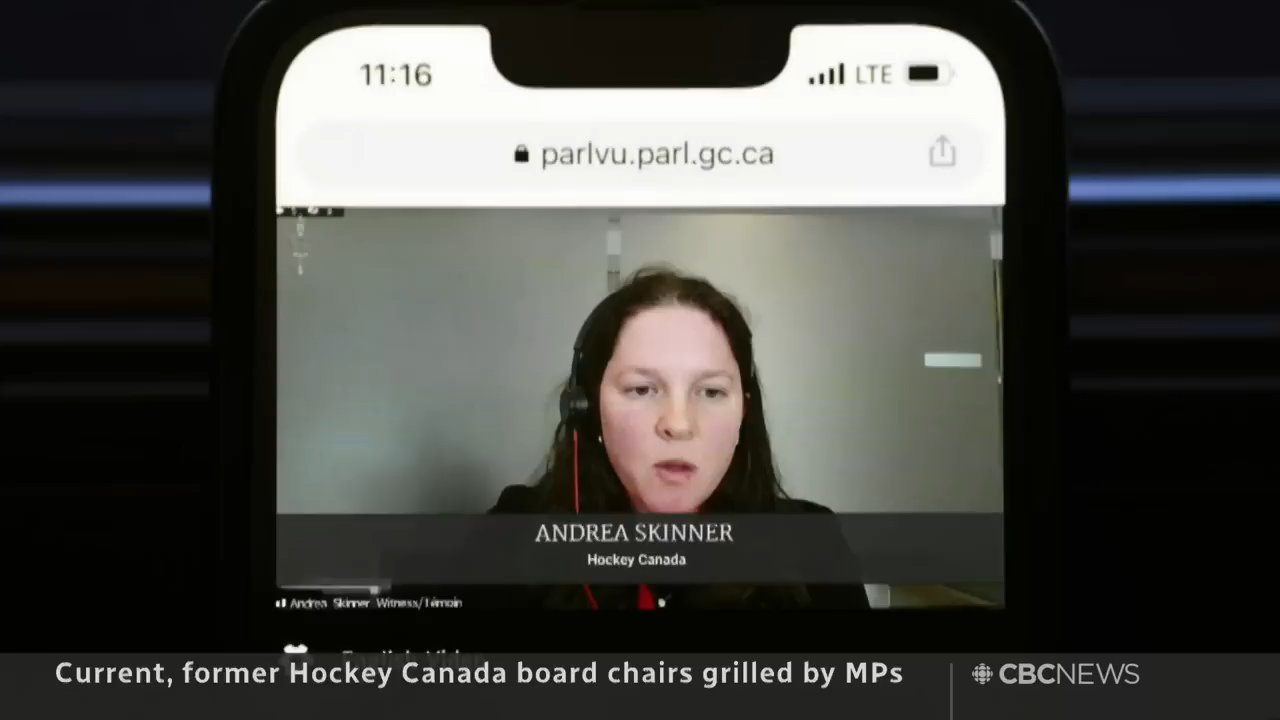 11:16
LTE
parlvu.parl.gc.ca
ANDREA SKINNER
Hockey Canada
Andrea Skinner Witness/Témoin
Current, former Hockey Canada board chairs grilled by MPs
CBCNEWS